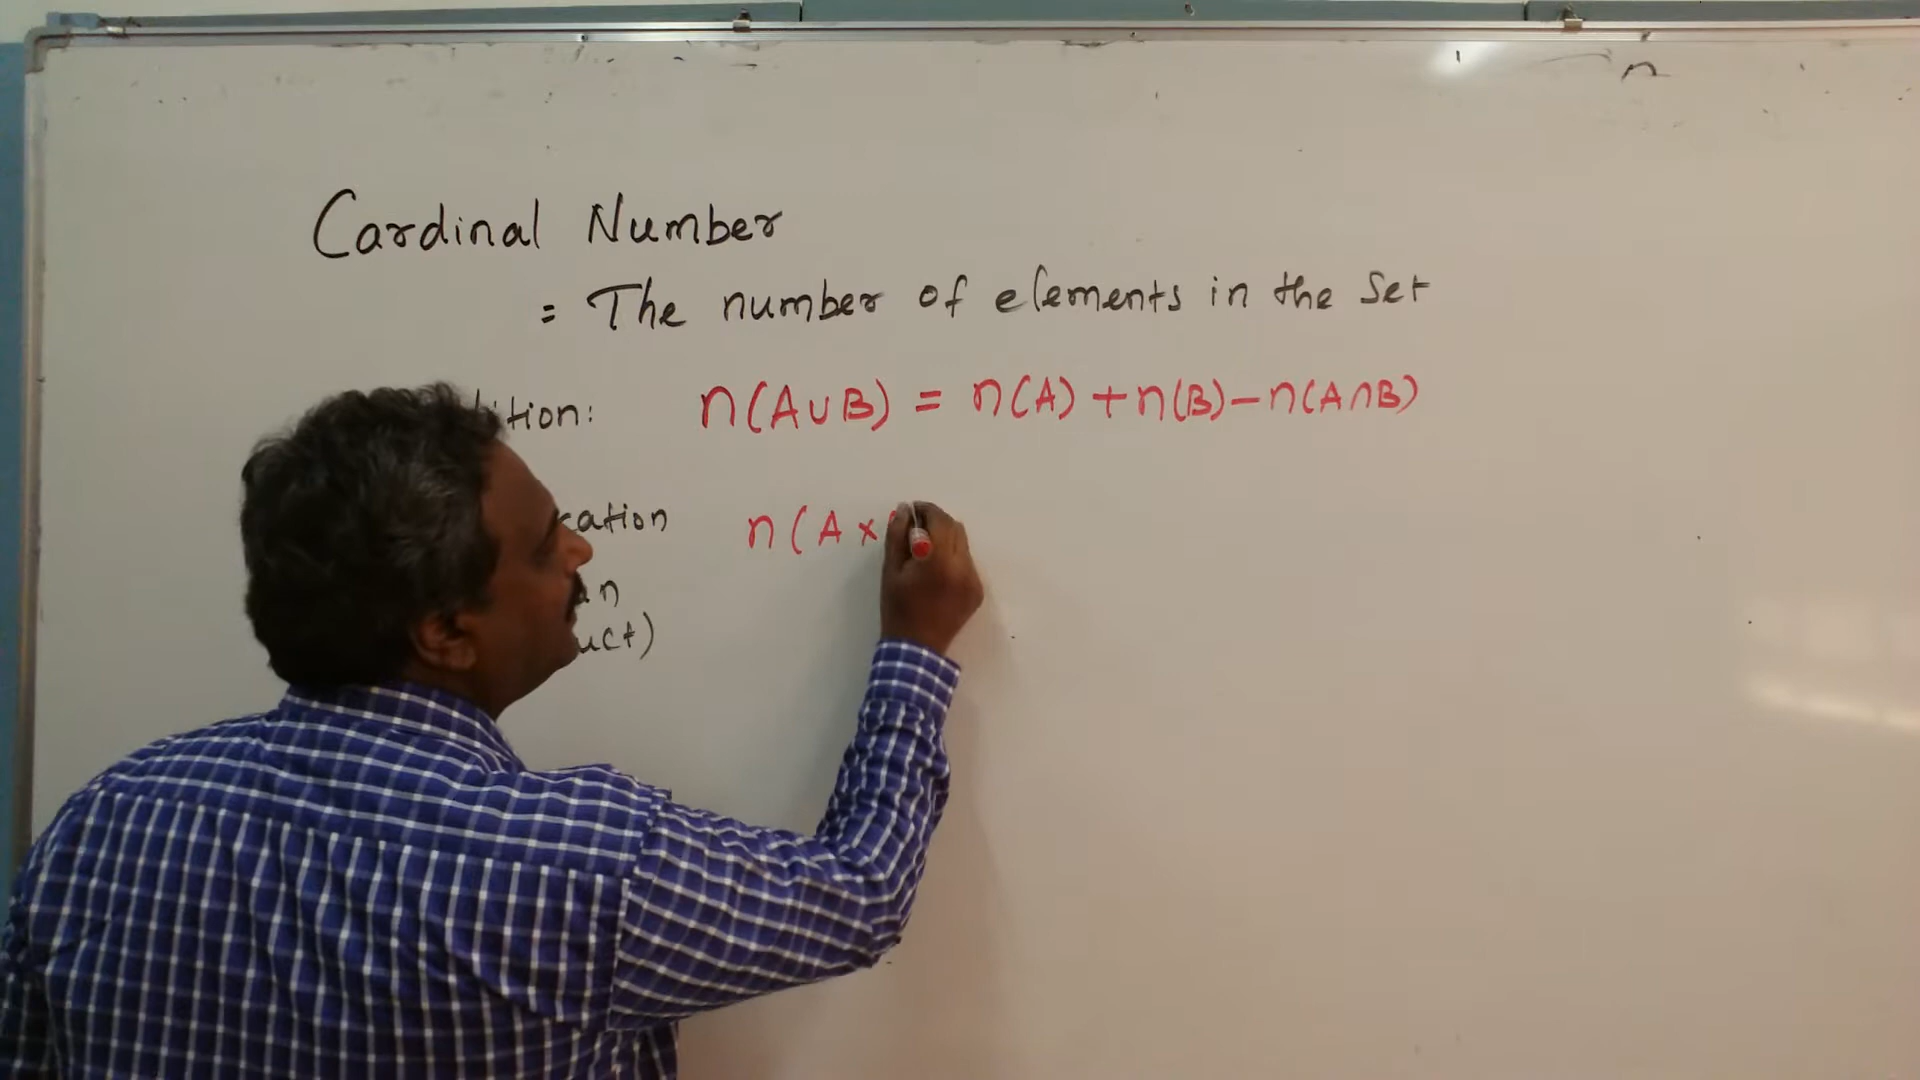 Cardinal Number
= The number of elements in the Set
ition: n(A∪B) = n(A) + n(B) - n(A∩B)
cation n(A×
an
uct)